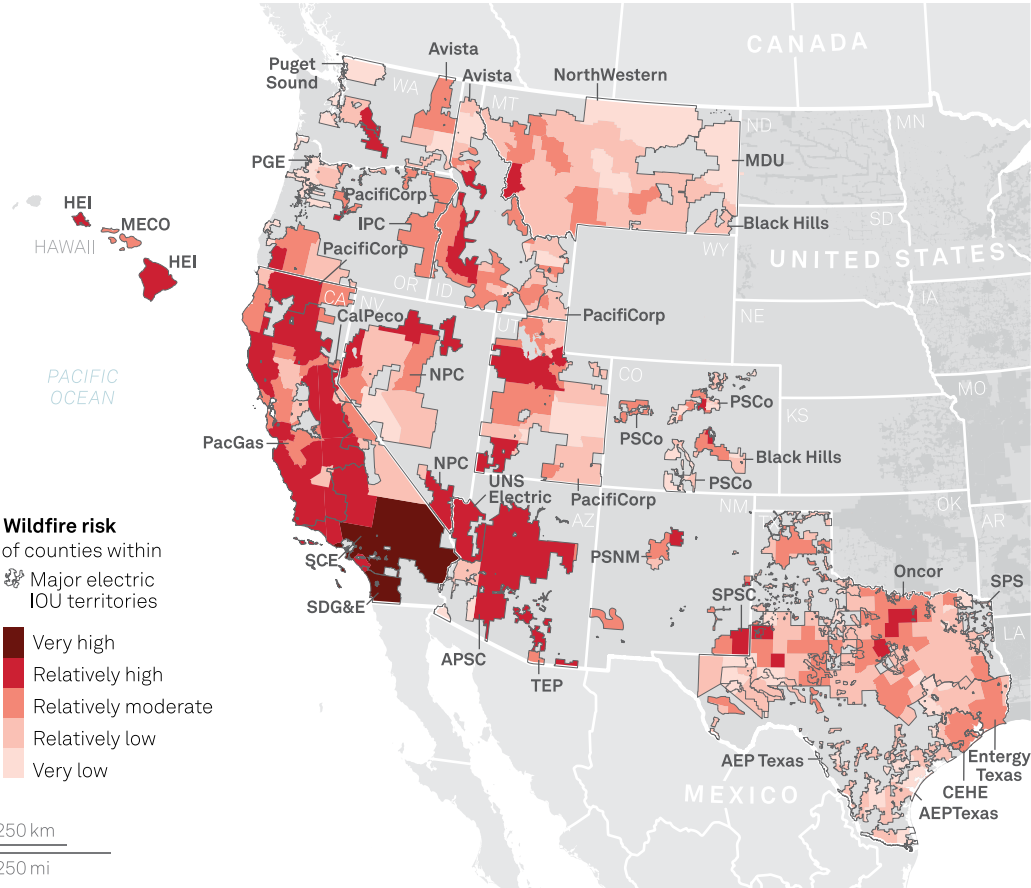 CANADA
Avista
Puget
Sound
Avista
NorthWestern
WA
MT
ND
MN
PGE
MDU
PacifiCorp
HEI
MECO
IPC
Black Hills
SD
HAWAII
PacifiCorp
WY
UNITED STATES
HEI
OR
ID
IA
CA
NV
CalPeco
UT
PacifiCorp
NE
PACIFIC
OCEAN
NPC
CO
MO
PSCo
KS
PacGas
PSCo
Black Hills
NPC
PSCo
UNS
Electric
PacifiCorp
NM
OK
AZ
AR
Wildfire risk
of counties within
Major electric
IOU territories
SCE
PSNM
Oncor
SPS
SDG&E
SPSC
LA
Very high
Relatively high
Relatively moderate
Relatively low
Very low
APSC
TEP
AEP Texas
Entergy
Texas
MEXICO
CEHE
AEPTexas
250 km
250 mi